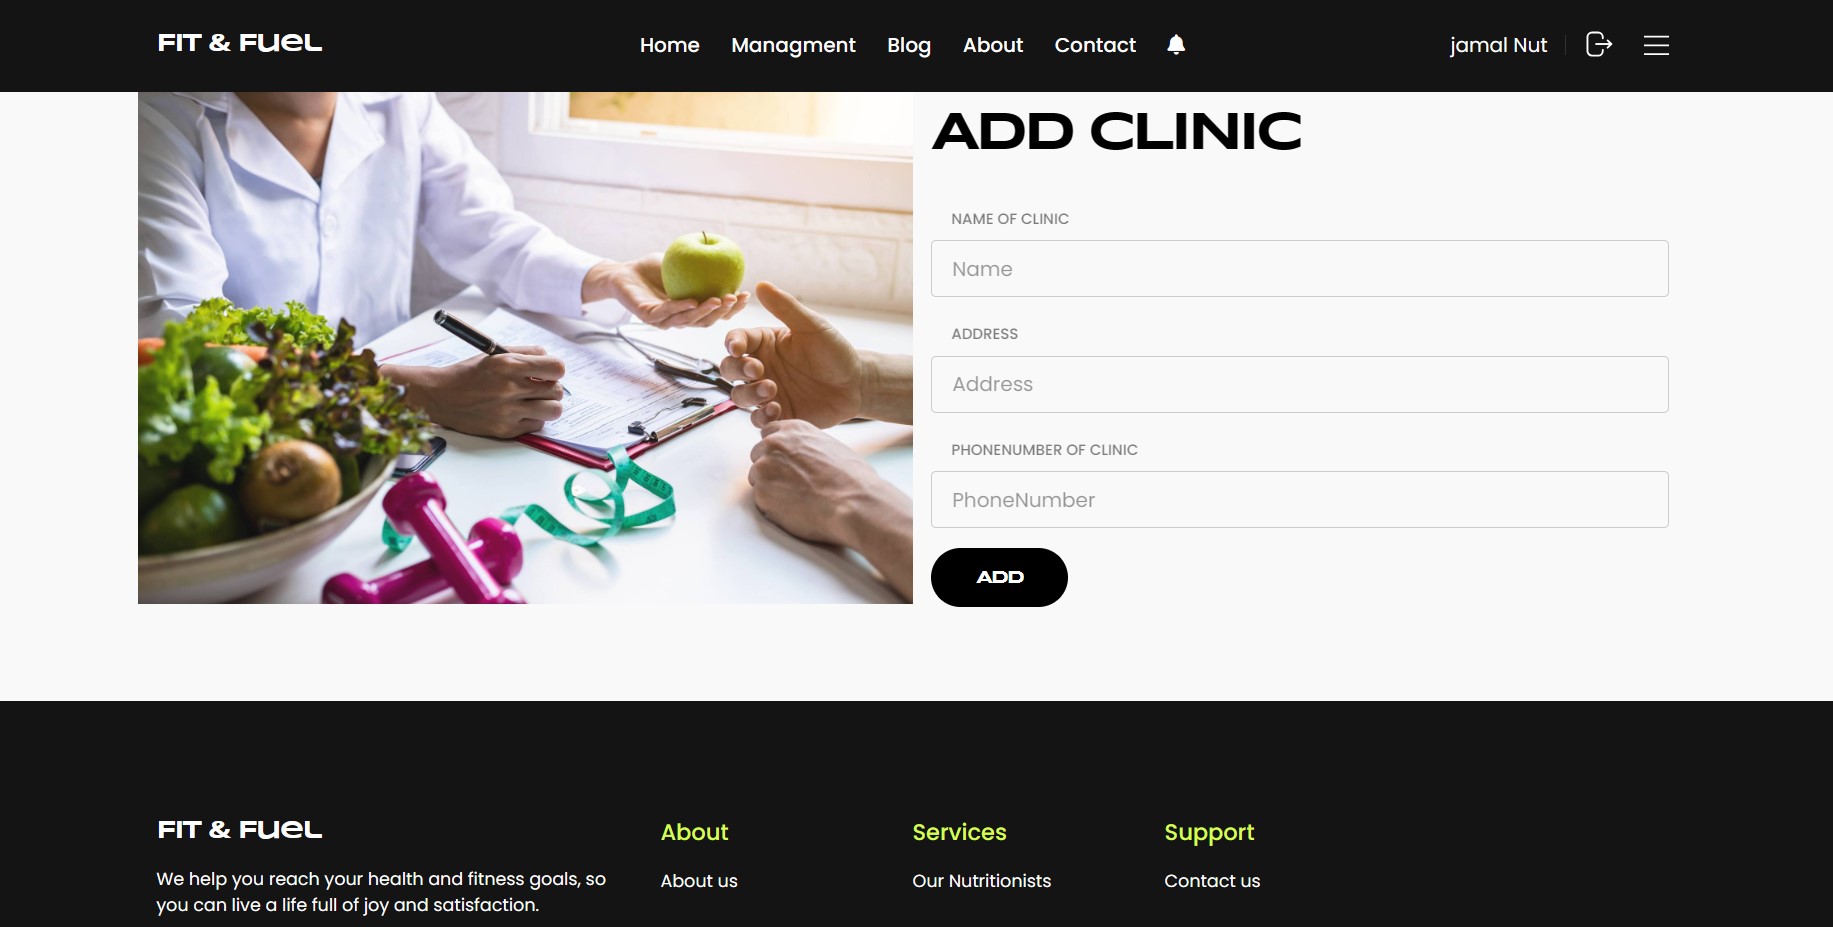 FIT & FUeL
Home Managment Blog About Contact
jamal Nut
ADD CLINIC
NAME OF CLINIC
Name
ADDRESS
Address
PHONENUMBER OF CLINIC
PhoneNumber
ADD
FIT & FUeL
We help you reach your health and fitness goals, so
you can live a life full of joy and satisfaction.
About
About us
Services
Our Nutritionists
Support
Contact us